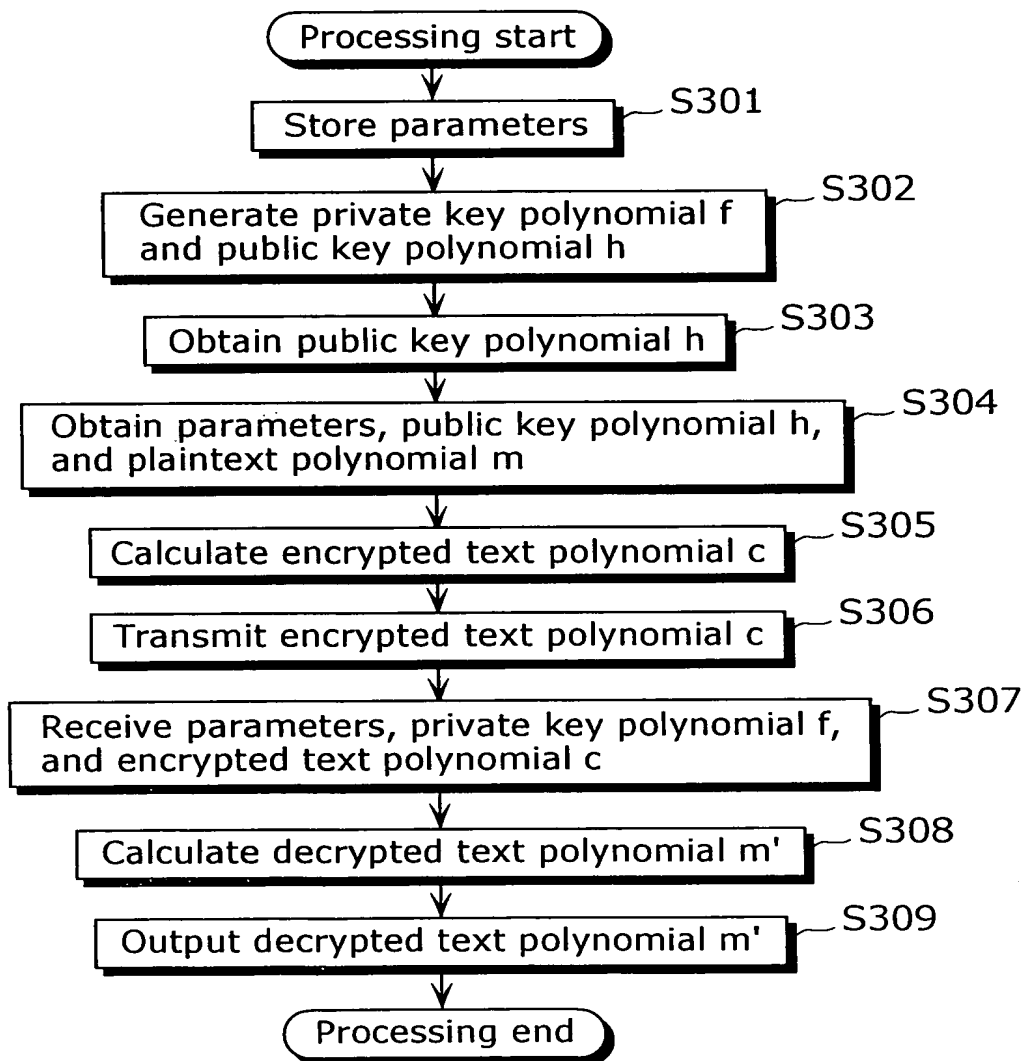 Processing start
S301
Store parameters
S302
Generate private key polynomial f
and public key polynomial h
S303
Obtain public key polynomial h
S304
Obtain parameters, public key polynomial h,
and plaintext polynomial m
S305
Calculate encrypted text polynomial c
S306
Transmit encrypted text polynomial c
S307
Receive parameters, private key polynomial f,
and encrypted text polynomial c
S308
Calculate decrypted text polynomial m'
S309
Output decrypted text polynomial m'
Processing end